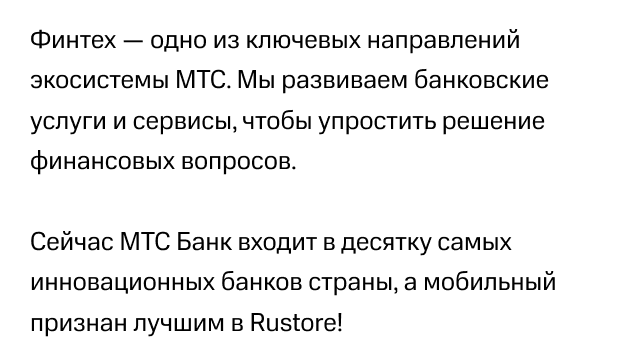 Финтех — одно из ключевых направлений
экосистемы МТС. Мы развиваем банковские
услуги и сервисы, чтобы упростить решение
финансовых вопросов.
Сейчас МТС Банк входит в десятку самых
инновационных банков страны, а мобильный
признан лучшим в Rustore!